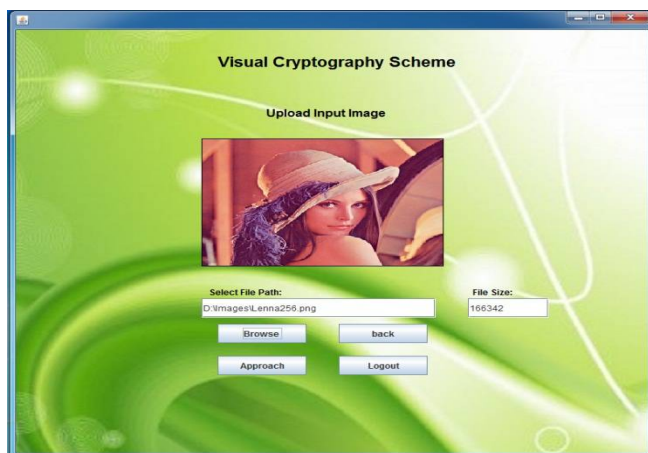 Visual Cryptography Scheme
Upload Input Image
Select File Path:
File Size:
D:\Images\Lenna256.png
166342
Browse
back
Approach
Logout